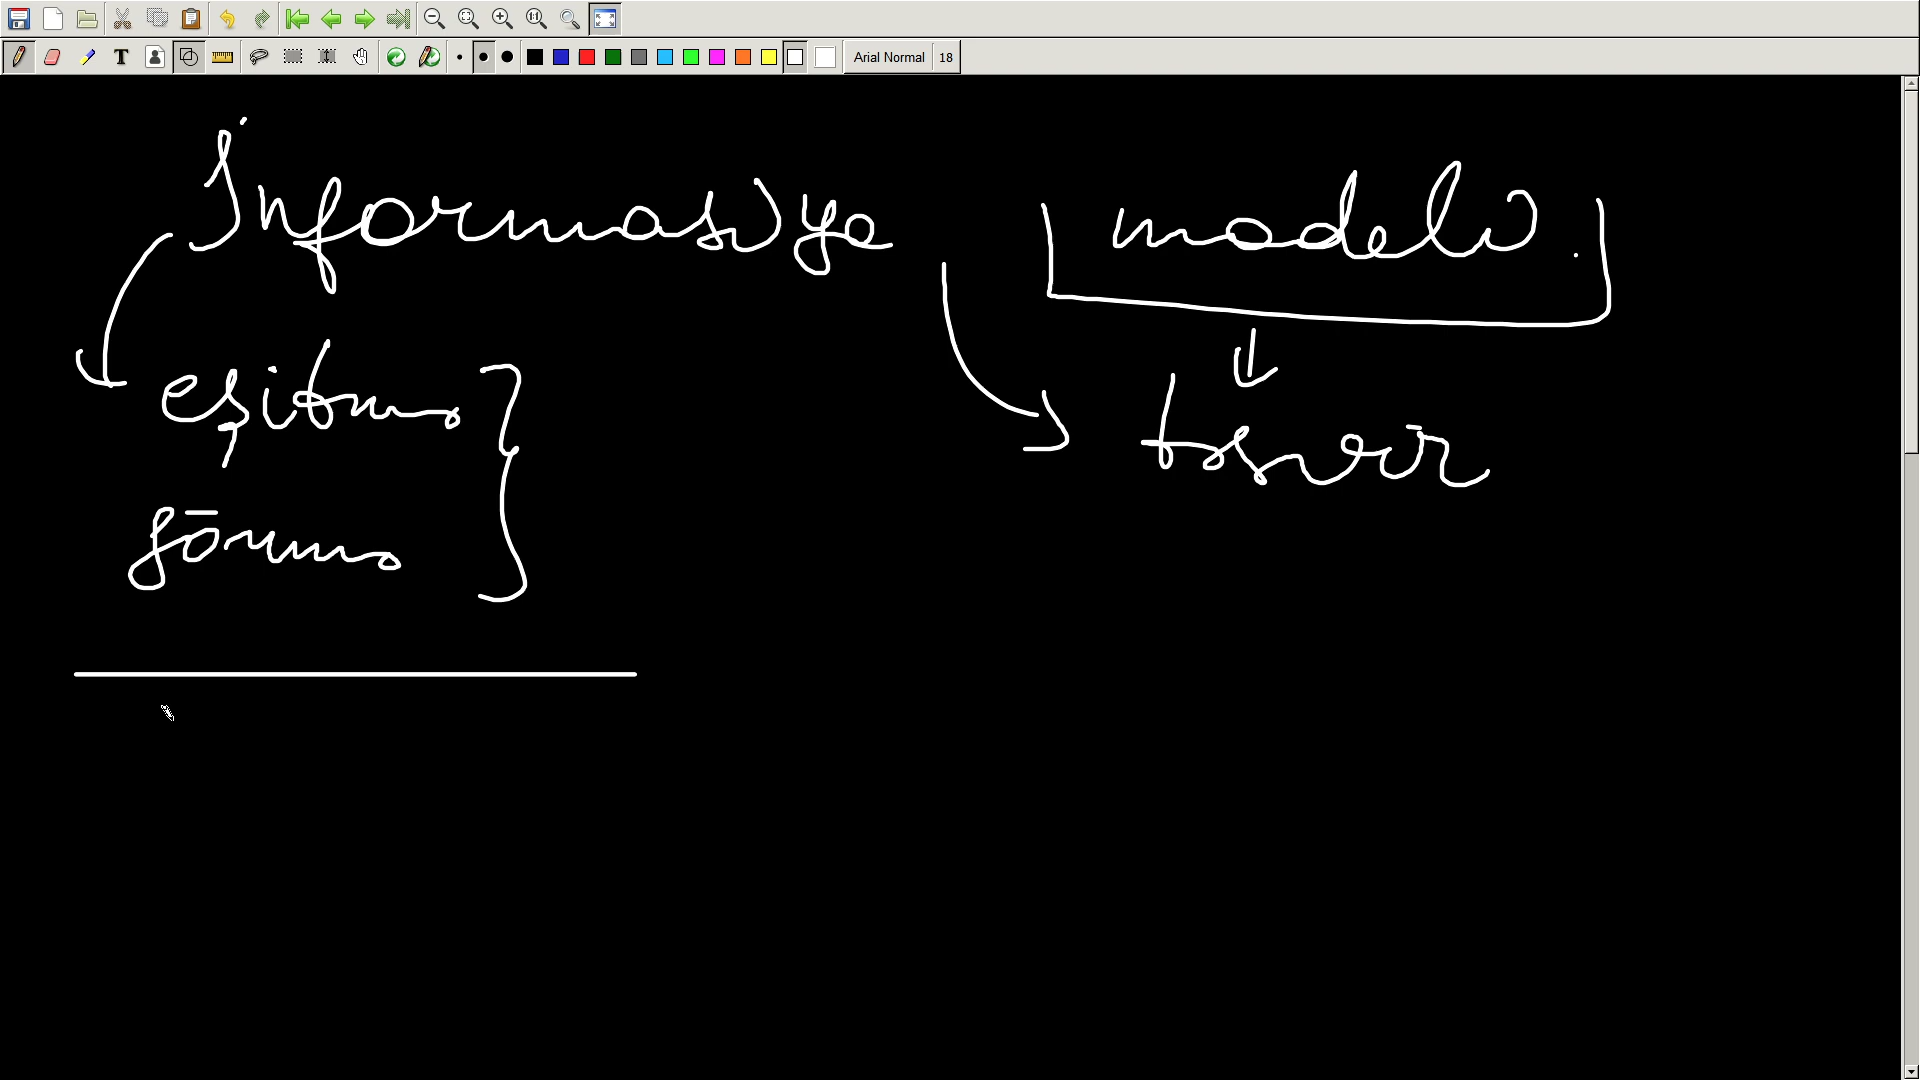 Arial Normal 18
İnformasiya modeli.
eşitmə
görmə
təsvir